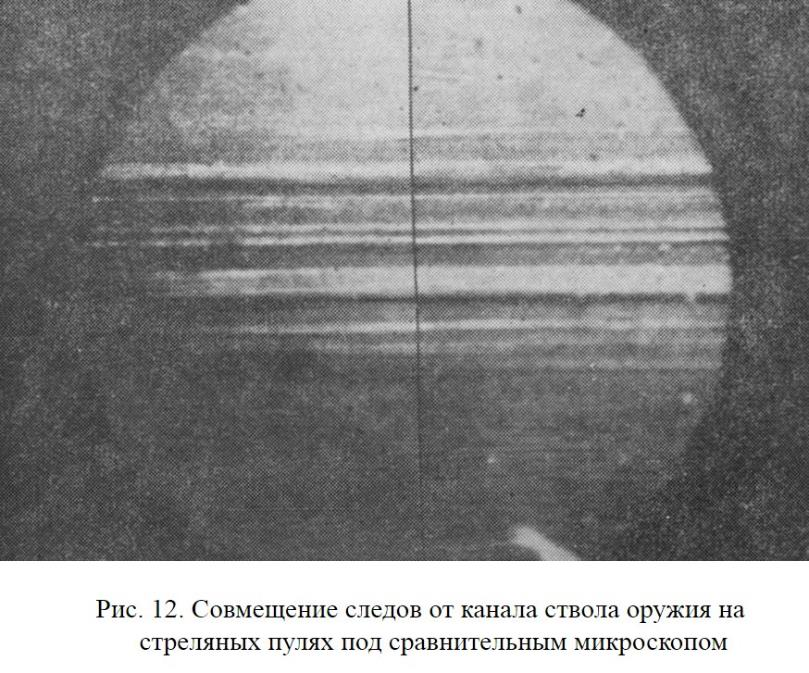 Рис. 12. Совмещение следов от канала ствола оружия на
стреляных пулях под сравнительным микроскопом